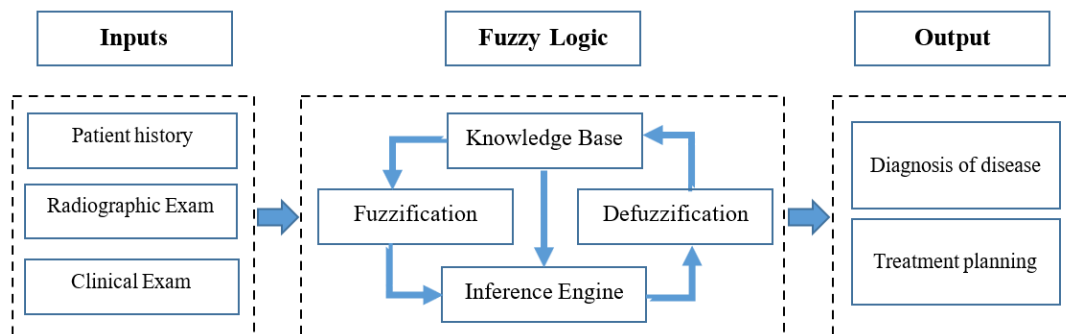 Inputs
Fuzzy Logic
Output
Patient history
Radiographic Exam
Clinical Exam
Knowledge Base
Fuzzification
Defuzzification
Inference Engine
Diagnosis of disease
Treatment planning